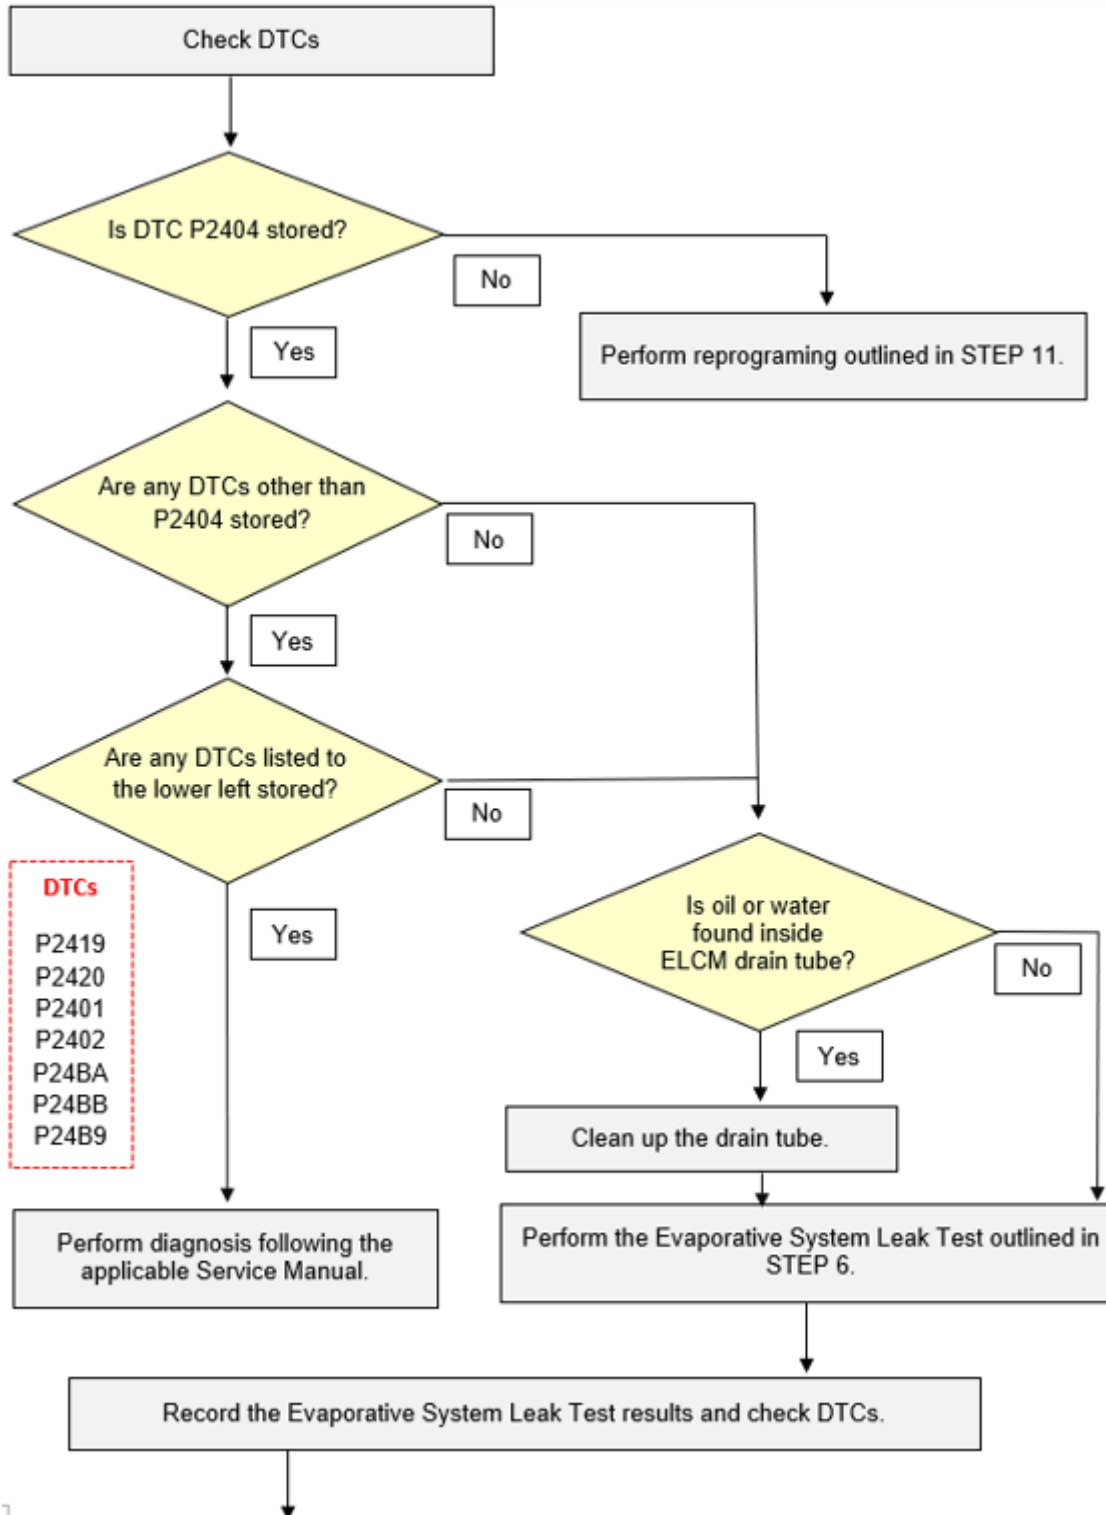 Check DTCs
Is DTC P2404 stored?
No
Yes
Perform reprograming outlined in STEP 11.
Are any DTCs other than
P2404 stored?
No
Yes
Are any DTCs listed to
the lower left stored?
No
DTCs
P2419
P2420
P2401
P2402
P24BA
P24BB
P24B9
Yes
Is oil or water
found inside
ELCM drain tube?
No
Yes
Clean up the drain tube.
Perform diagnosis following the
applicable Service Manual.
Perform the Evaporative System Leak Test outlined in
STEP 6.
Record the Evaporative System Leak Test results and check DTCs.